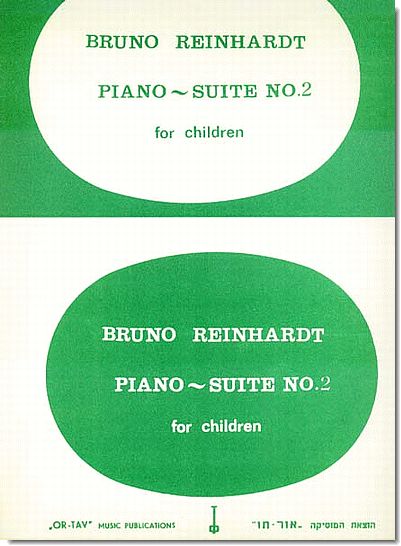 BRUNO REINHARDT
PIANO ~ SUITE NO.2
for children
BRUNO REINHARDT
PIANO ~ SUITE NO.2
for children
„OR-TAV” MUSIC PUBLICATIONS
הוצאת המוסיקה „אור-תו”